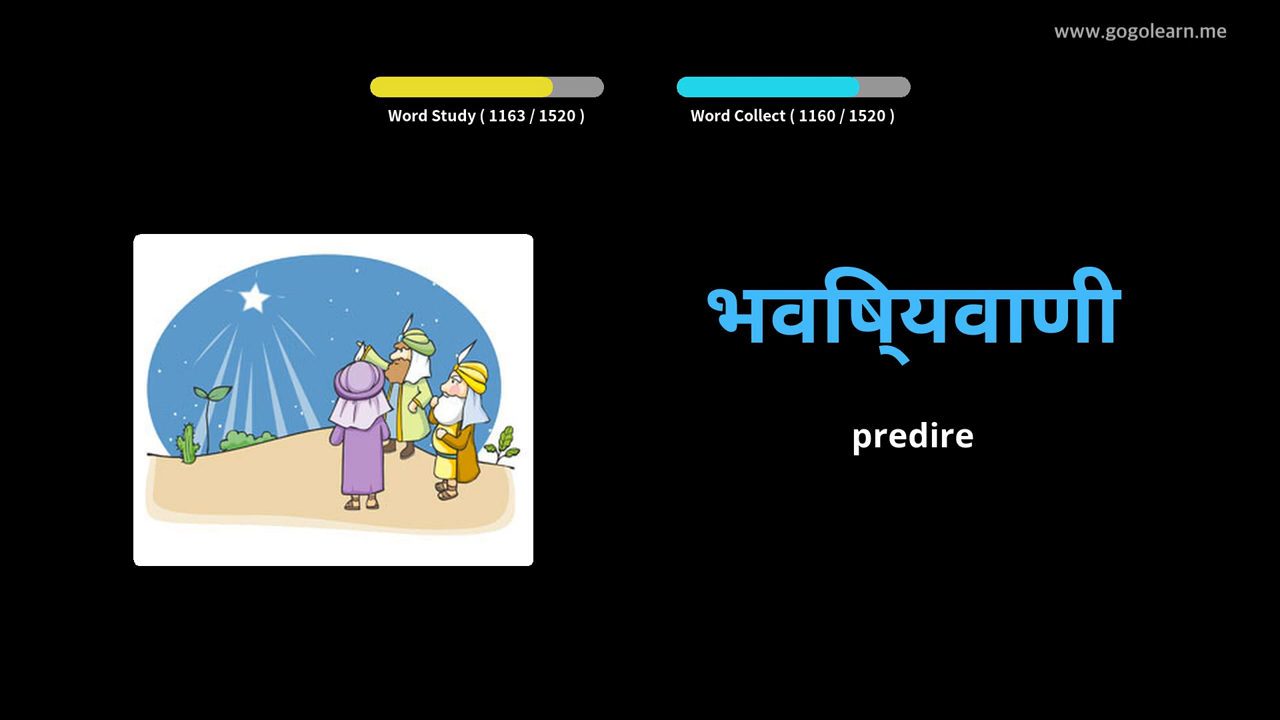 www.gogolearn.me
Word Study ( 1163 / 1520 )
Word Collect ( 1160 / 1520 )
भविष्यवाणी
predire